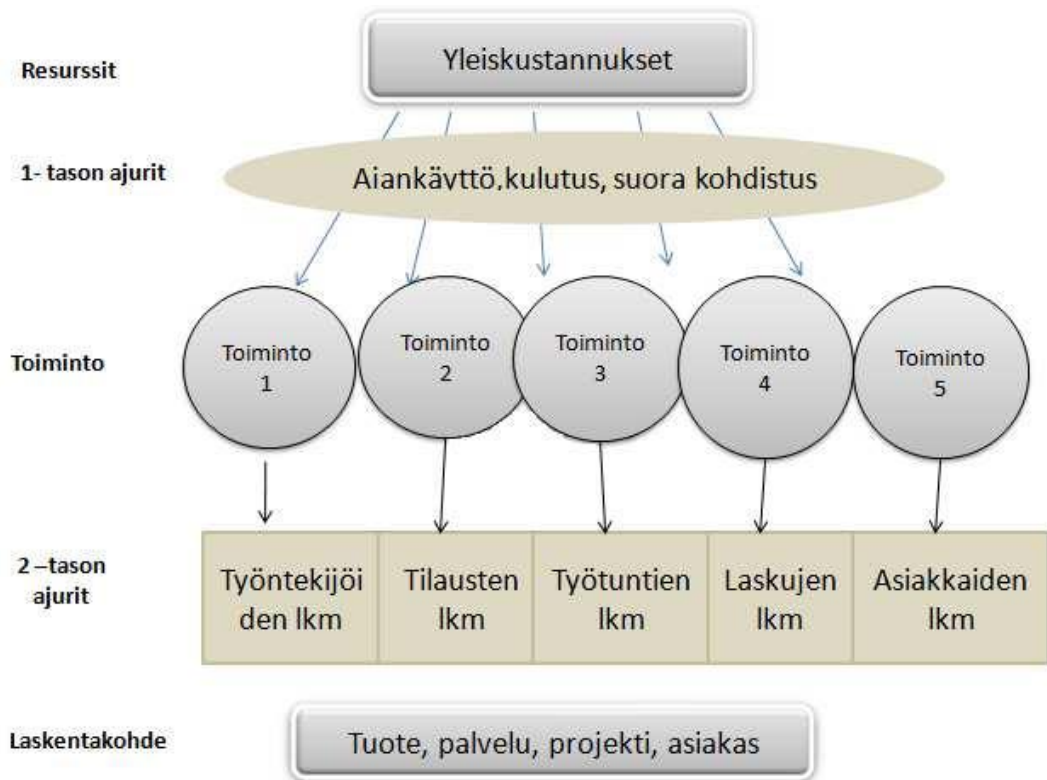 Resurssit
Yleiskustannukset
1- tason ajurit
Aiankävttö,kulutus, suora kohdistus
Toiminto
Toiminto
1
Toiminto
2
Toiminto
3
Toiminto
4
Toiminto
5
2 –tason
ajurit
Työntekijöi
den lkm
Tilausten
lkm
Työtuntien
lkm
Laskujen
lkm
Asiakkaiden
lkm
Laskentakohde
Tuote, palvelu, projekti, asiakas